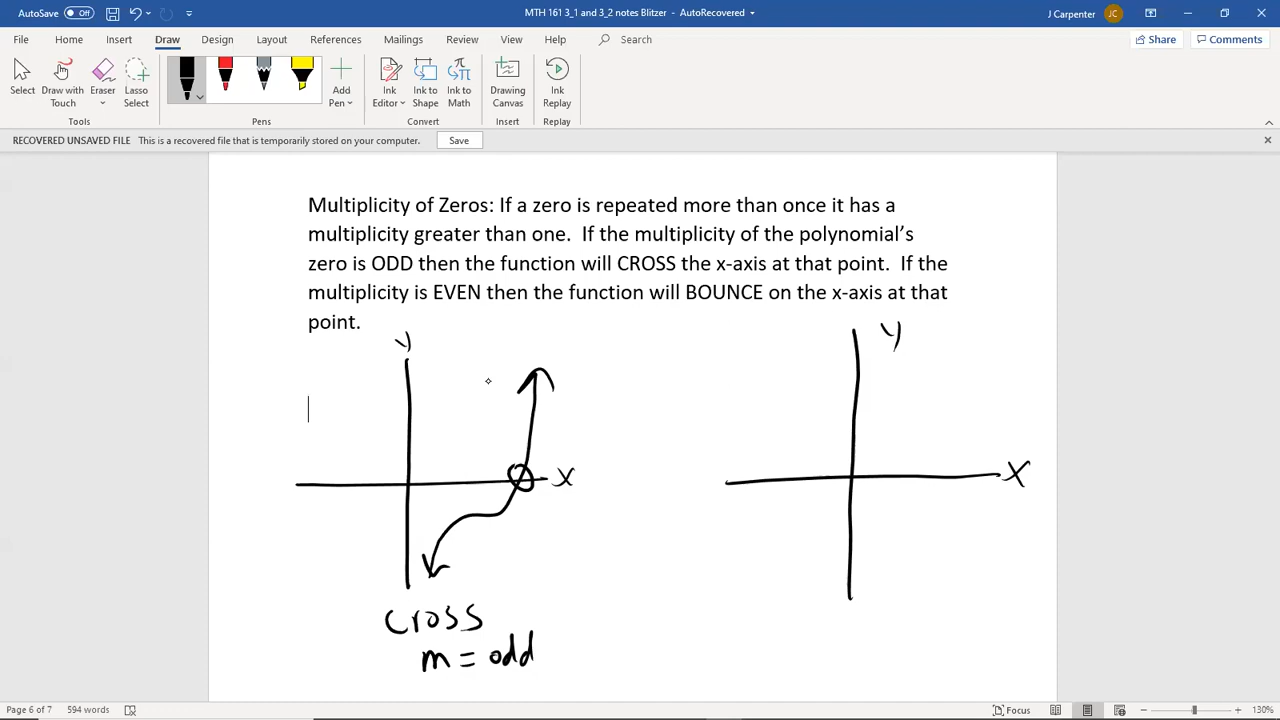 AutoSave Off
MTH 161 3_1 and 3_2 notes Blitzer - AutoRecovered
J Carpenter JC
File Home Insert Draw Design Layout References Mailings Review View Help Search
Share Comments
Select
Draw with Touch
Eraser
Lasso Select
Add Pen
Ink Editor
Ink to Shape
Ink to Math
Drawing Canvas
Ink Replay
Tools Pens Convert Insert Replay
RECOVERED UNSAVED FILE This is a recovered file that is temporarily stored on your computer. Save
Multiplicity of Zeros: If a zero is repeated more than once it has a
multiplicity greater than one. If the multiplicity of the polynomial’s
zero is ODD then the function will CROSS the x-axis at that point. If the
multiplicity is EVEN then the function will BOUNCE on the x-axis at that
point.
y
y
x
x
cross
m = odd
Page 6 of 7 594 words Focus 130%